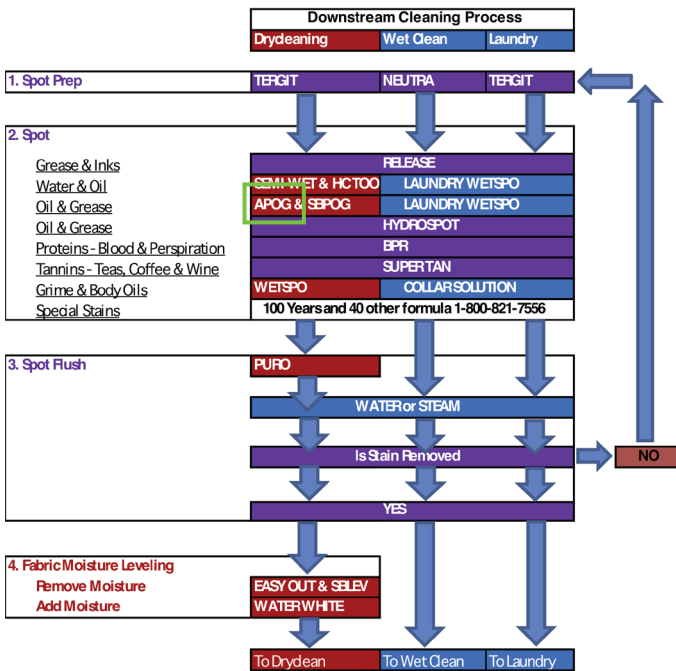 Downstream Cleaning Process
Drycleaning Wet Clean Laundry
1. Spot Prep TERGIT NEUTRA TERGIT
2. Spot
Grease & Inks RELEASE
Water & Oil SEMI-WET & HC TOO LAUNDRY WETSPO
Oil & Grease APOG & SBPOG LAUNDRY WETSPO
Oil & Grease HYDROSPOT
Proteins - Blood & Perspiration BPR
Tannins - Teas, Coffee & Wine SUPER TAN
Grime & Body Oils WETSPO COLLAR SOLUTION
Special Stains 100 Years and 40 other formula 1-800-821-7556
3. Spot Flush PURO
WATER or STEAM
Is Stain Removed NO
YES
4. Fabric Moisture Leveling
Remove Moisture EASY OUT & SBLEV
Add Moisture WATER WHITE
To Dryclean To Wet Clean To Laundry